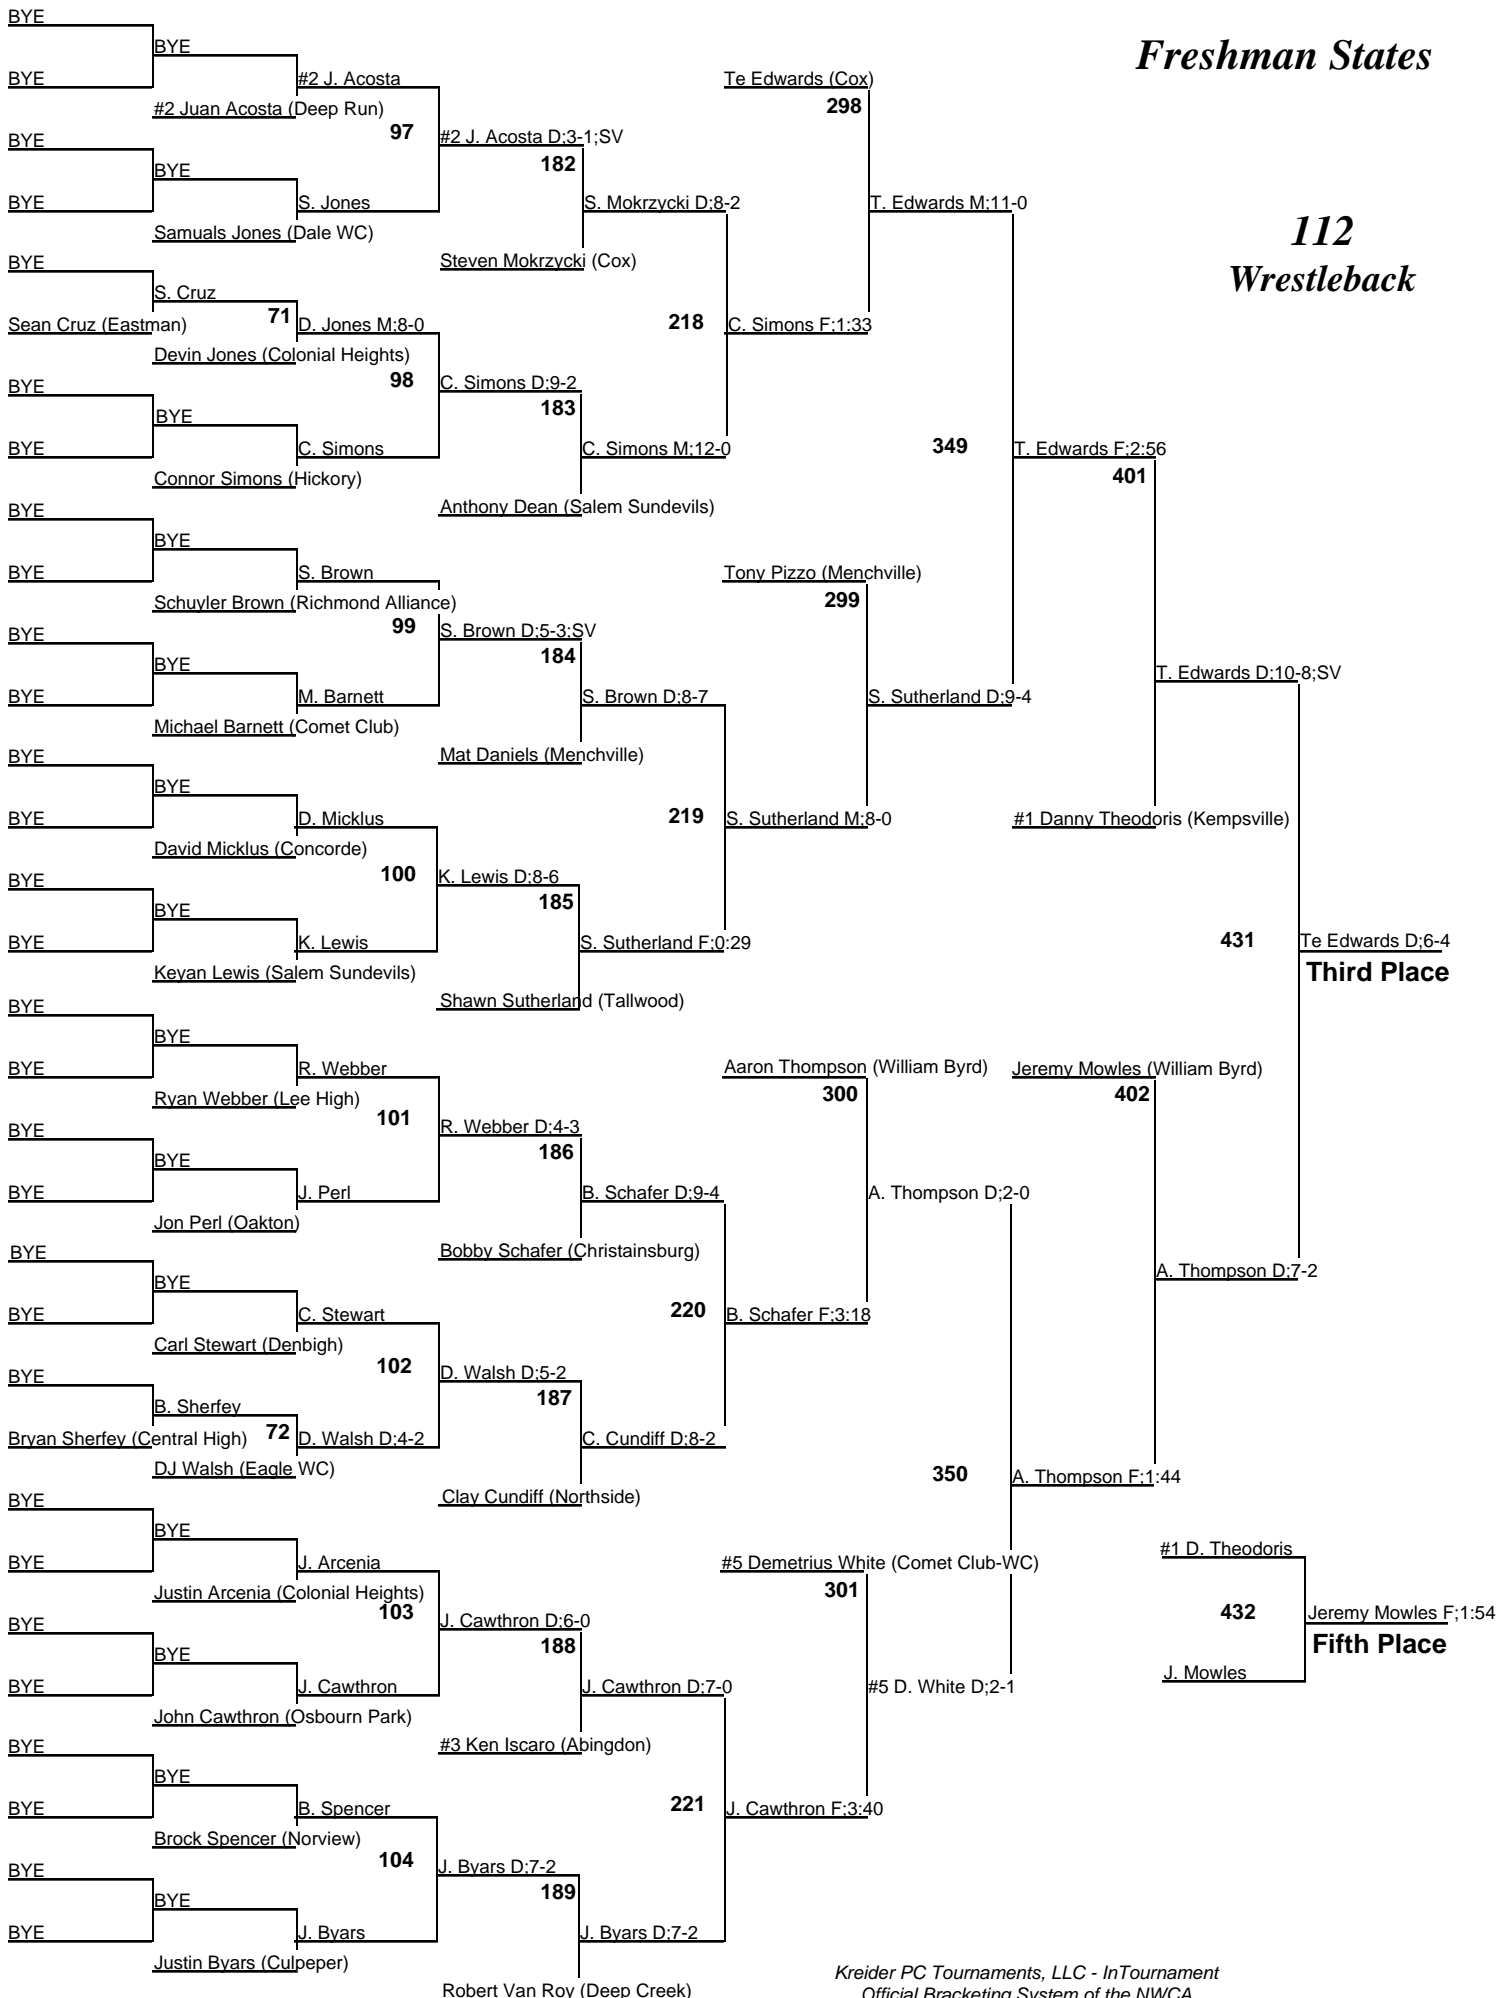 BYE
Freshman States
BYE
BYE
#2 J. Acosta
Te Edwards (Cox)
#2 Juan Acosta (Deep Run)
298
97
#2 J. Acosta D;3-1;SV
BYE
182
BYE
BYE
S. Jones
S. Mokrzycki D;8-2
T. Edwards M;11-0
Samuals Jones (Dale WC)
112
Wrestleback
BYE
Steven Mokrzycki (Cox)
S. Cruz
Sean Cruz (Eastman)
71
D. Jones M;8-0
218
C. Simons F;1:33
Devin Jones (Colonial Heights)
98
BYE
C. Simons D;9-2
183
BYE
BYE
C. Simons
C. Simons M;12-0
349
T. Edwards F;2:56
Connor Simons (Hickory)
401
BYE
Anthony Dean (Salem Sundevils)
BYE
BYE
S. Brown
Tony Pizzo (Menchville)
Schuyler Brown (Richmond Alliance)
299
99
BYE
S. Brown D;5-3;SV
184
BYE
T. Edwards D;10-8;SV
BYE
M. Barnett
S. Brown D;8-7
S. Sutherland D;9-4
Michael Barnett (Comet Club)
BYE
Mat Daniels (Menchville)
BYE
BYE
D. Micklus
219
S. Sutherland M;8-0
#1 Danny Theodoris (Kempsville)
David Micklus (Concorde)
100
BYE
K. Lewis D;8-6
185
BYE
BYE
K. Lewis
S. Sutherland F;0:29
431
Te Edwards D;6-4
Third Place
Keyan Lewis (Salem Sundevils)
Shawn Sutherland (Tallwood)
BYE
BYE
BYE
R. Webber
Aaron Thompson (William Byrd)
Jeremy Mowles (William Byrd)
Ryan Webber (Lee High)
300
402
101
BYE
R. Webber D;4-3
186
BYE
BYE
J. Perl
B. Schafer D;9-4
A. Thompson D;2-0
Jon Perl (Oakton)
BYE
Bobby Schafer (Christainsburg)
A. Thompson D;7-2
BYE
BYE
C. Stewart
220
B. Schafer F;3:18
Carl Stewart (Denbigh)
102
BYE
D. Walsh D;5-2
187
B. Sherfey
Bryan Sherfey (Central High)
72
D. Walsh D;4-2
C. Cundiff D;8-2
DJ Walsh (Eagle WC)
350
A. Thompson F;1:44
BYE
Clay Cundiff (Northside)
BYE
#1 D. Theodoris
BYE
J. Arcenia
#5 Demetrius White (Comet Club-WC)
Justin Arcenia (Colonial Heights)
301
103
BYE
J. Cawthron D;6-0
432
Jeremy Mowles F;1:54
188
Fifth Place
BYE
J. Mowles
BYE
J. Cawthron
J. Cawthron D;7-0
#5 D. White D;2-1
John Cawthron (Osbourn Park)
BYE
#3 Ken Iscaro (Abingdon)
BYE
BYE
B. Spencer
221
J. Cawthron F;3:40
Brock Spencer (Norview)
104
BYE
J. Byars D;7-2
189
BYE
BYE
J. Byars
J. Byars D;7-2
Justin Byars (Culpeper)
Robert Van Roy (Deep Creek)
Kreider PC Tournaments, LLC - InTournament
Official Bracketing System of the NWCA